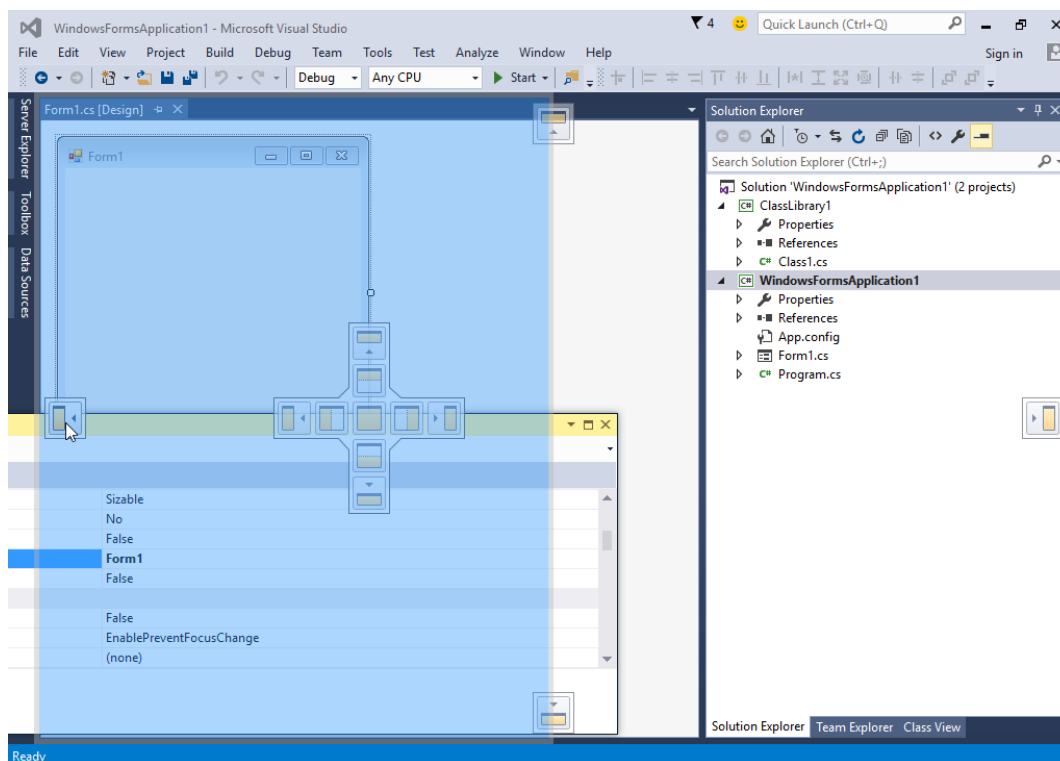 WindowsFormsApplication1 - Microsoft Visual Studio
4
Quick Launch (Ctrl+Q)
File Edit View Project Build Debug Team Tools Test Analyze Window Help
Sign in
Debug Any CPU Start
Server Explorer
Toolbox
Data Sources
Form1.cs [Design]
Form1
Sizable
No
False
Form1
False
False
EnablePreventFocusChange
(none)
Solution Explorer
Search Solution Explorer (Ctrl+;)
Solution 'WindowsFormsApplication1' (2 projects)
C# ClassLibrary1
Properties
References
C# Class1.cs
C# WindowsFormsApplication1
Properties
References
App.config
Form1.cs
C# Program.cs
Solution Explorer Team Explorer Class View
Ready